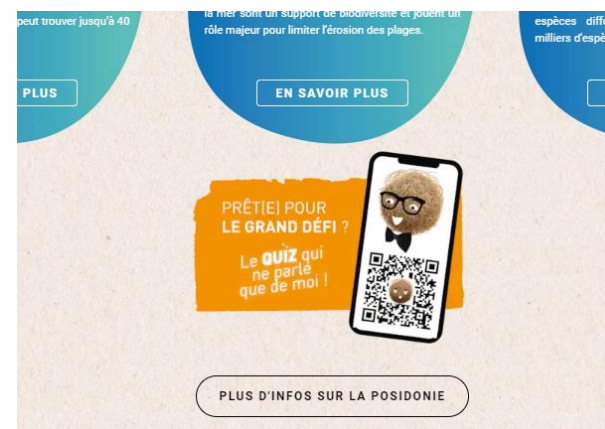 peut trouver jusqu'à 40
PLUS
la mer sont un support de biodiversité et jouent un
rôle majeur pour limiter l'érosion des plages.
EN SAVOIR PLUS
espèces
milliers
PRÊT(E) POUR
LE GRAND DÉFI ?
Le QUIZ qui
ne parle
que de moi !
PLUS D'INFOS SUR LA POSIDONIE